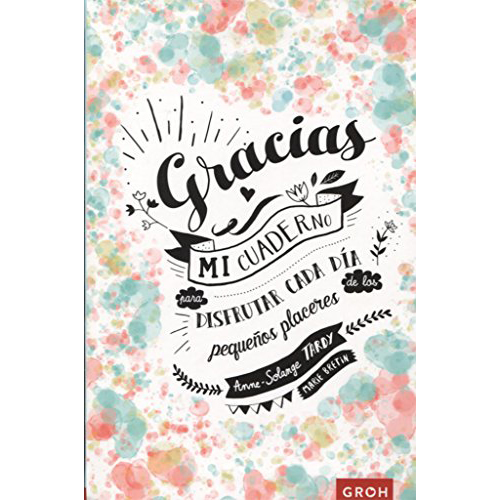 Gracias
MI CUADERNO
para DISFRUTAR CADA DÍA de los
pequeños placeres
Anne-Solange TARDY
MARIE BRETIN
GROH